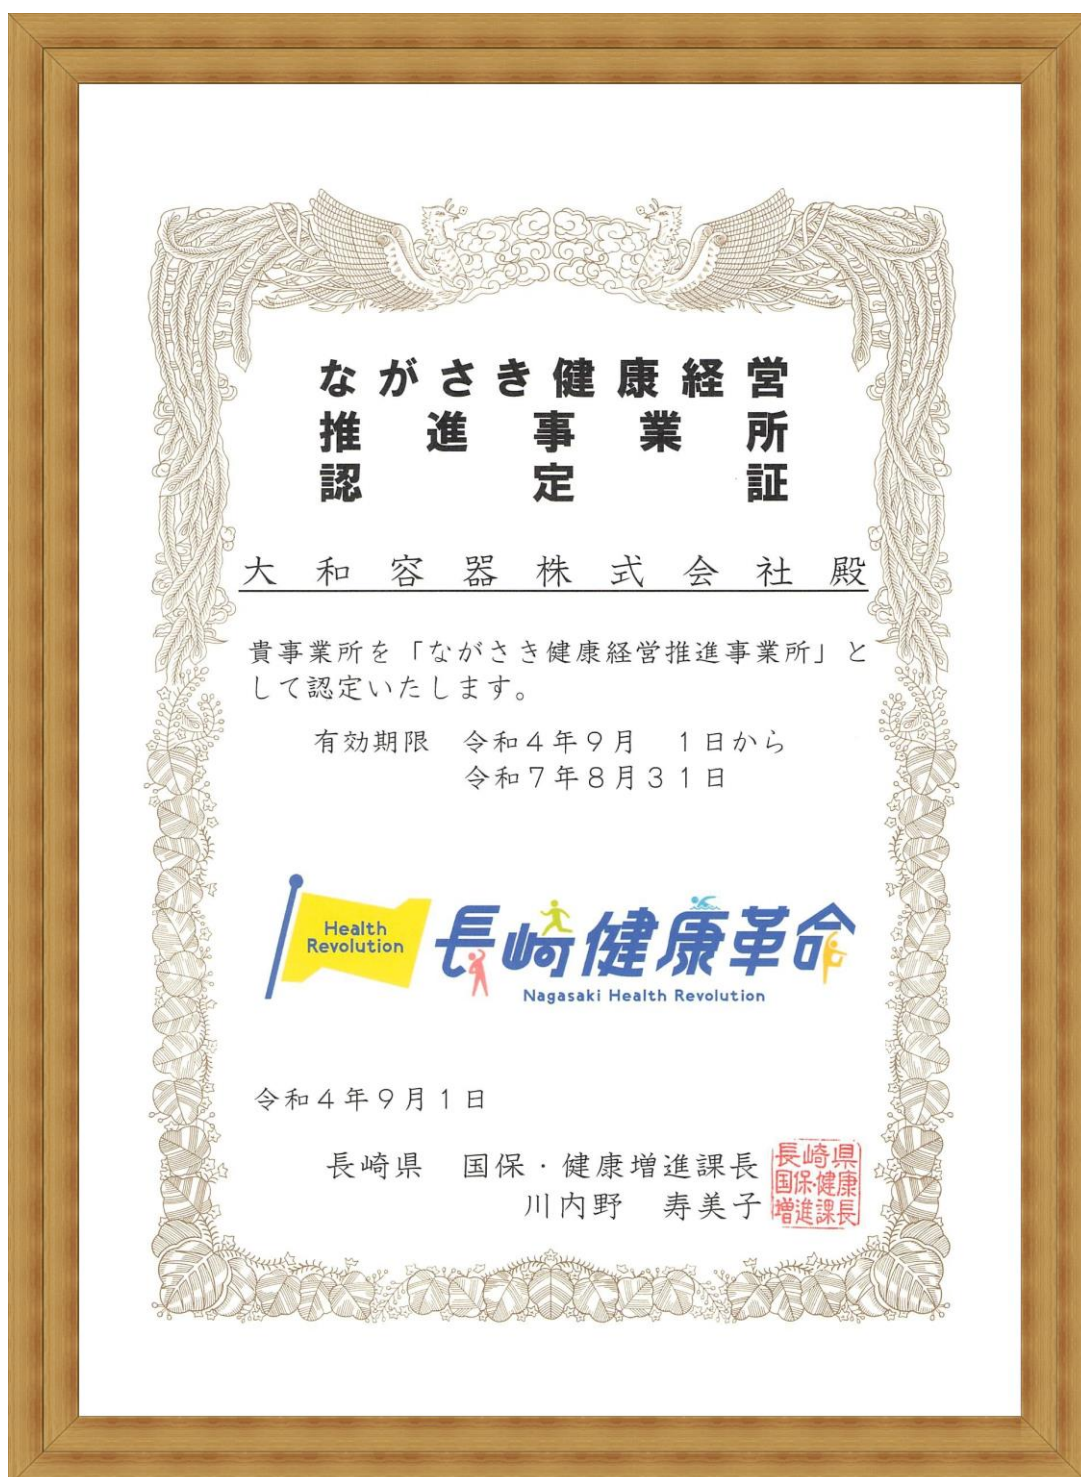 ながさき健康経営
推進事業所
認定証
大和容器株式会社殿
貴事業所を「ながさき健康経営推進事業所」と
して認定いたします。
有効期限　令和4年9月　1日から
令和7年8月31日
Health
Revolution
長崎健康革命
Nagasaki Health Revolution
令和4年9月1日
長崎県　国保・健康増進課長
川内野　寿美子
長崎県
国保・健康
増進課長